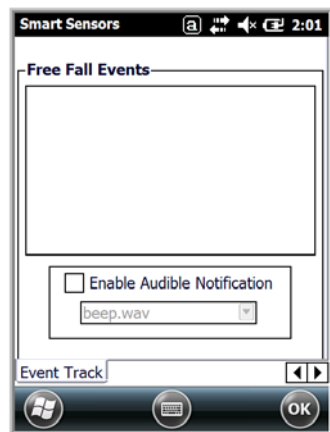 Smart Sensors a 2:01
Free Fall Events
Enable Audible Notification
beep.wav
Event Track
OK